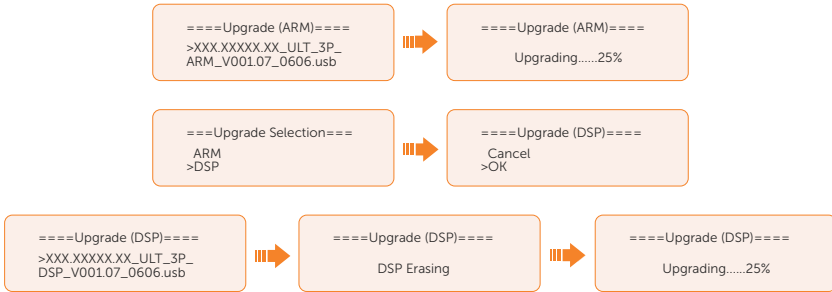 ====Upgrade (ARM)====
>XXX.XXXXX.XX_ULT_3P_
ARM_V001.07_0606.usb
====Upgrade (ARM)====
Upgrading......25%
===Upgrade Selection===
ARM
>DSP
====Upgrade (DSP)====
Cancel
>OK
====Upgrade (DSP)====
>XXX.XXXXX.XX_ULT_3P_
DSP_V001.07_0606.usb
====Upgrade (DSP)====
DSP Erasing
====Upgrade (DSP)====
Upgrading......25%